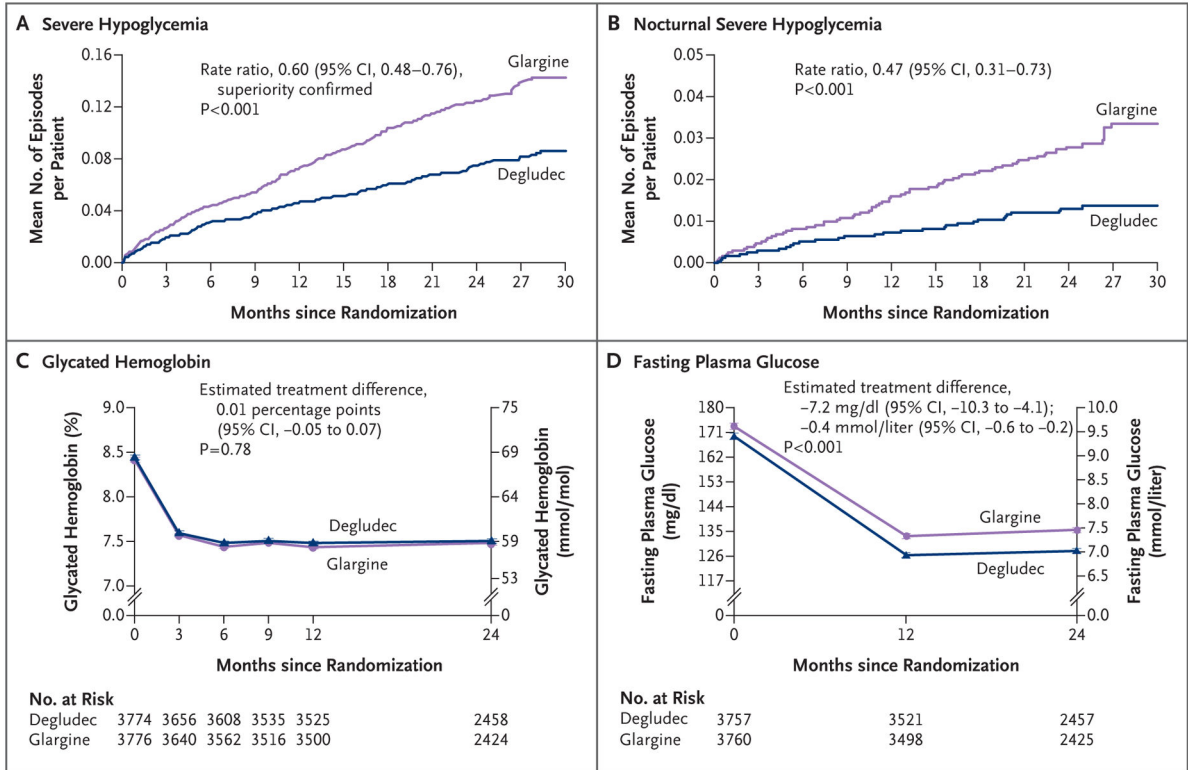 A Severe Hypoglycemia
Mean No. of Episodes
per Patient
0.16
0.12
0.08
0.04
0.00
Rate ratio, 0.60 (95% CI, 0.48–0.76),
superiority confirmed
P<0.001
Glargine
Degludec
0 3 6 9 12 15 18 21 24 27 30
Months since Randomization
B Nocturnal Severe Hypoglycemia
Mean No. of Episodes
per Patient
0.05
0.04
0.03
0.02
0.01
0.00
Rate ratio, 0.47 (95% CI, 0.31–0.73)
P<0.001
Glargine
Degludec
0 3 6 9 12 15 18 21 24 27 30
Months since Randomization
C Glycated Hemoglobin
Glycated Hemoglobin (%)
9.0
8.5
8.0
7.5
7.0
0.0
Estimated treatment difference,
0.01 percentage points
(95% CI, –0.05 to 0.07)
P=0.78
Degludec
Glargine
75
69
64
59
53
0
Glycated Hemoglobin
(mmol/mol)
0 3 6 9 12 24
Months since Randomization
No. at Risk
Degludec 3774 3656 3608 3535 3525 2458
Glargine 3776 3640 3562 3516 3500 2424
D Fasting Plasma Glucose
Fasting Plasma Glucose
(mg/dl)
180
171
162
153
144
135
126
117
0
Estimated treatment difference,
–7.2 mg/dl (95% CI, –10.3 to –4.1);
–0.4 mmol/liter (95% CI, –0.6 to –0.2)
P<0.001
Glargine
Degludec
10.0
9.5
9.0
8.5
8.0
7.5
7.0
6.5
0.0
Fasting Plasma Glucose
(mmol/liter)
0 12 24
Months since Randomization
No. at Risk
Degludec 3757 3521 2457
Glargine 3760 3498 2425